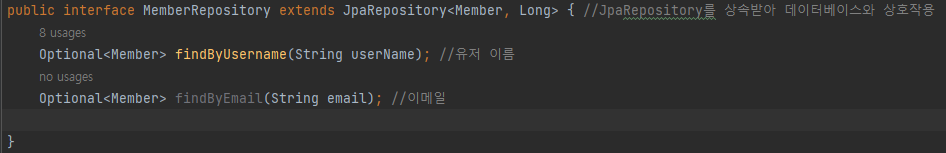 public interface MemberRepository extends JpaRepository<Member, Long> { //JpaRepository를 상속받아 데이터베이스와 상호작용
8 usages
Optional<Member> findByUsername(String userName); //유저 이름
no usages
Optional<Member> findByEmail(String email); //이메일
}